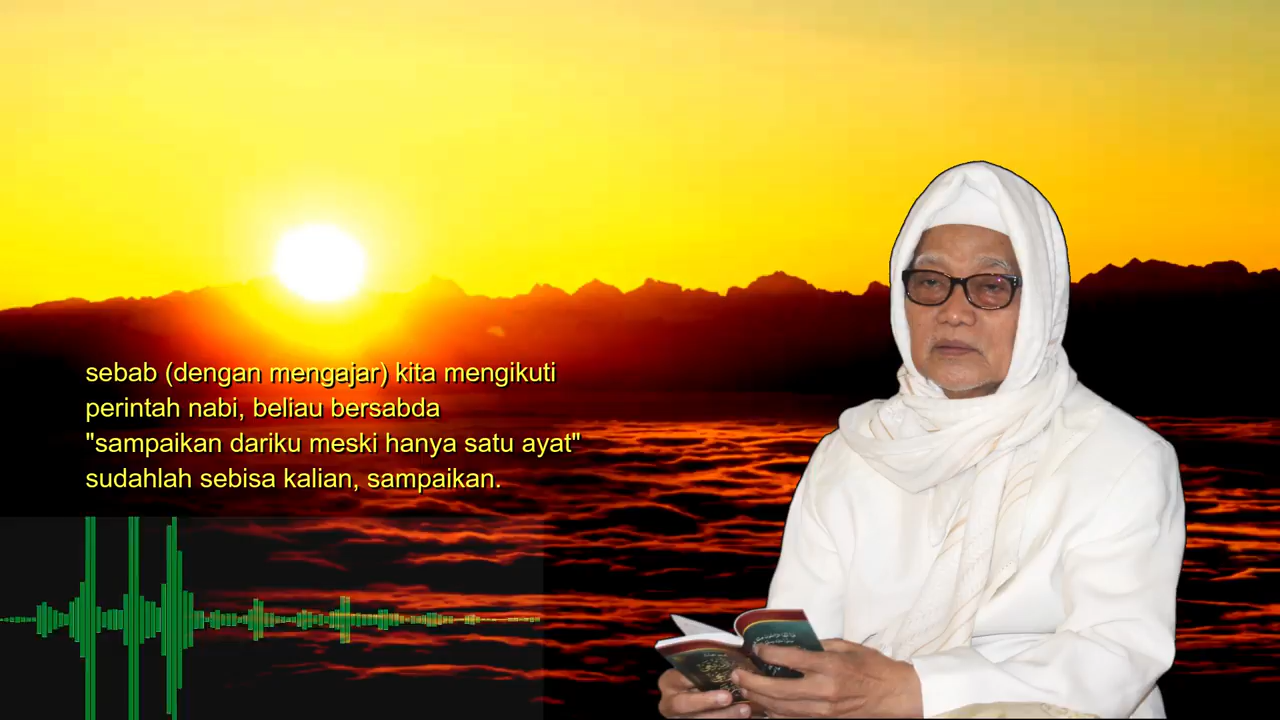 sebab (dengan mengajar) kita mengikuti
perintah nabi, beliau bersabda
"sampaikan dariku meski hanya satu ayat"
sudahlah sebisa kalian, sampaikan.